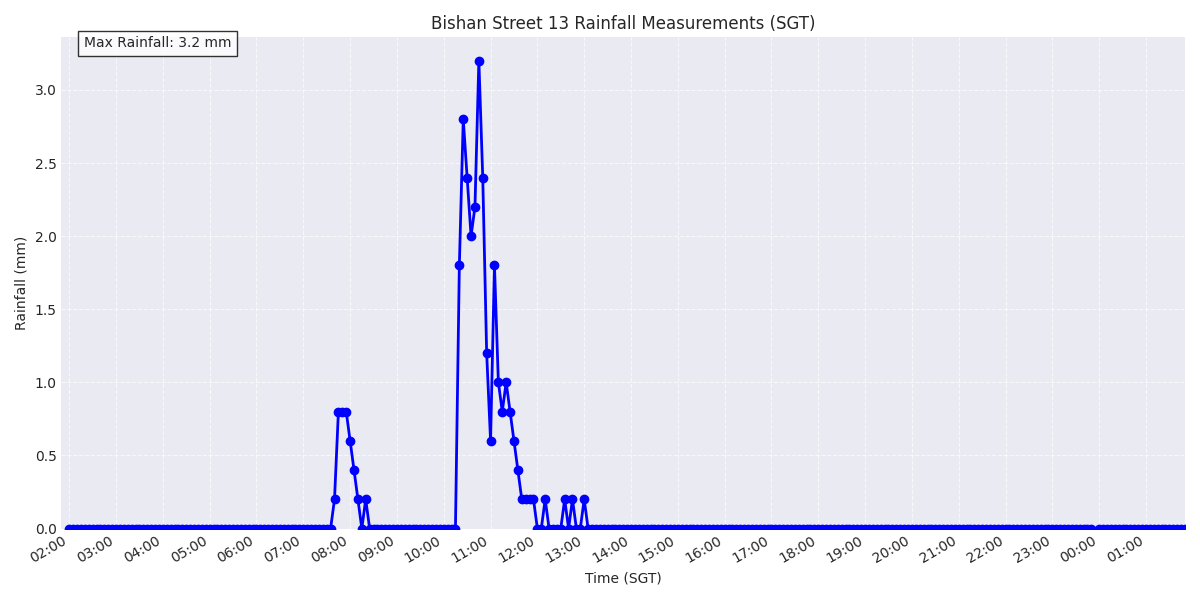 Bishan Street 13 Rainfall Measurements (SGT)
Max Rainfall: 3.2 mm
3.0
2.5
2.0
1.5
1.0
0.5
0.0
Rainfall (mm)
02:00 03:00 04:00 05:00 06:00 07:00 08:00 09:00 10:00 11:00 12:00 13:00 14:00 15:00 16:00 17:00 18:00 19:00 20:00 21:00 22:00 23:00 00:00 01:00
Time (SGT)